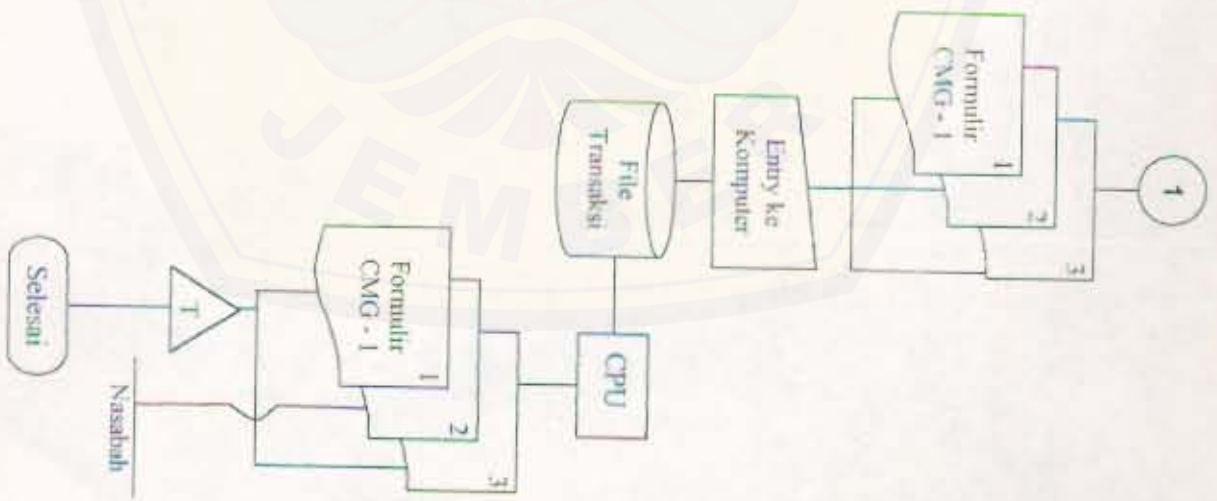 1
Formulir
CMG - 1
1
2
3
Entry ke
Komputer
File
Transaksi
CPU
Formulir
CMG - 1
1
2
3
T
Nasabah
Selesai
JEMBER